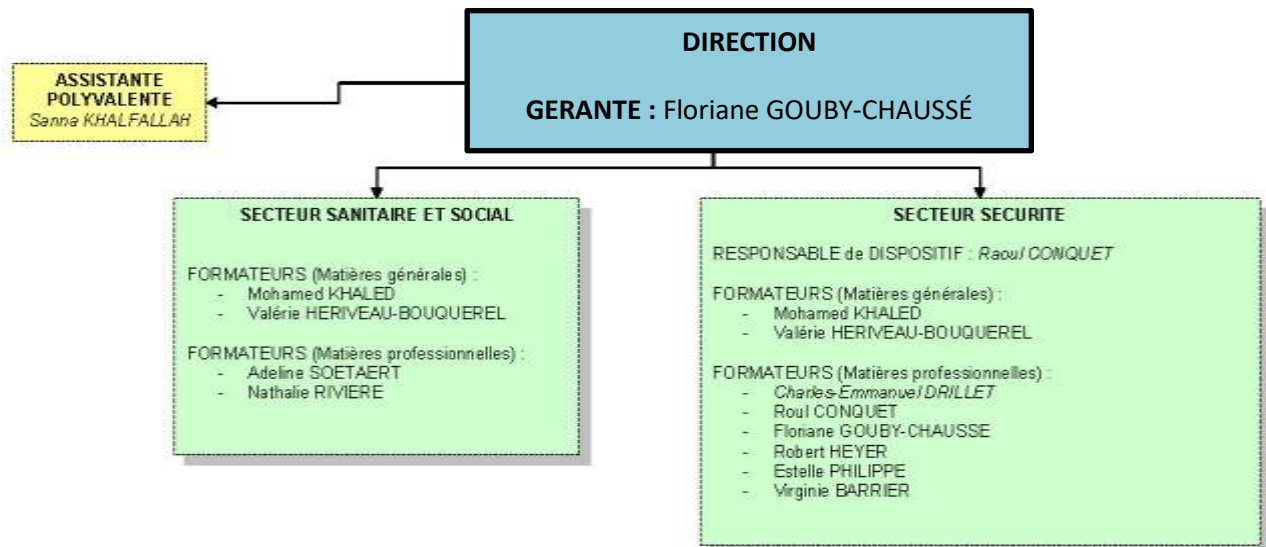 DIRECTION
GERANTE : Floriane GOUBY-CHAUSSÉ
ASSISTANTE
POLYVALENTE
Sanna KHALFALLAH
SECTEUR SANITAIRE ET SOCIAL
FORMATEURS (Matières générales) :
- Mohamed KHALED
- Valérie HERIVEAU-BOUQUEREL
FORMATEURS (Matières professionnelles) :
- Adeline SOETAERT
- Nathalie RIVIERE
SECTEUR SECURITE
RESPONSABLE de DISPOSITIF : Raoul CONQUET
FORMATEURS (Matières générales) :
- Mohamed KHALED
- Valérie HERIVEAU-BOUQUEREL
FORMATEURS (Matières professionnelles) :
- Charles-Emmanuel DRILLET
- Roul CONQUET
- Floriane GOUBY-CHAUSSE
- Robert HEYER
- Estelle PHILIPPE
- Virginie BARRIER